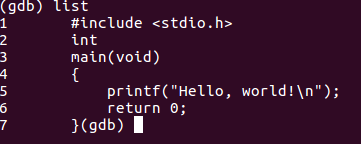 (gdb) list
1       #include <stdio.h>
2       int
3       main(void)
4       {
5           printf("Hello, world!\n");
6           return 0;
7       }(gdb)